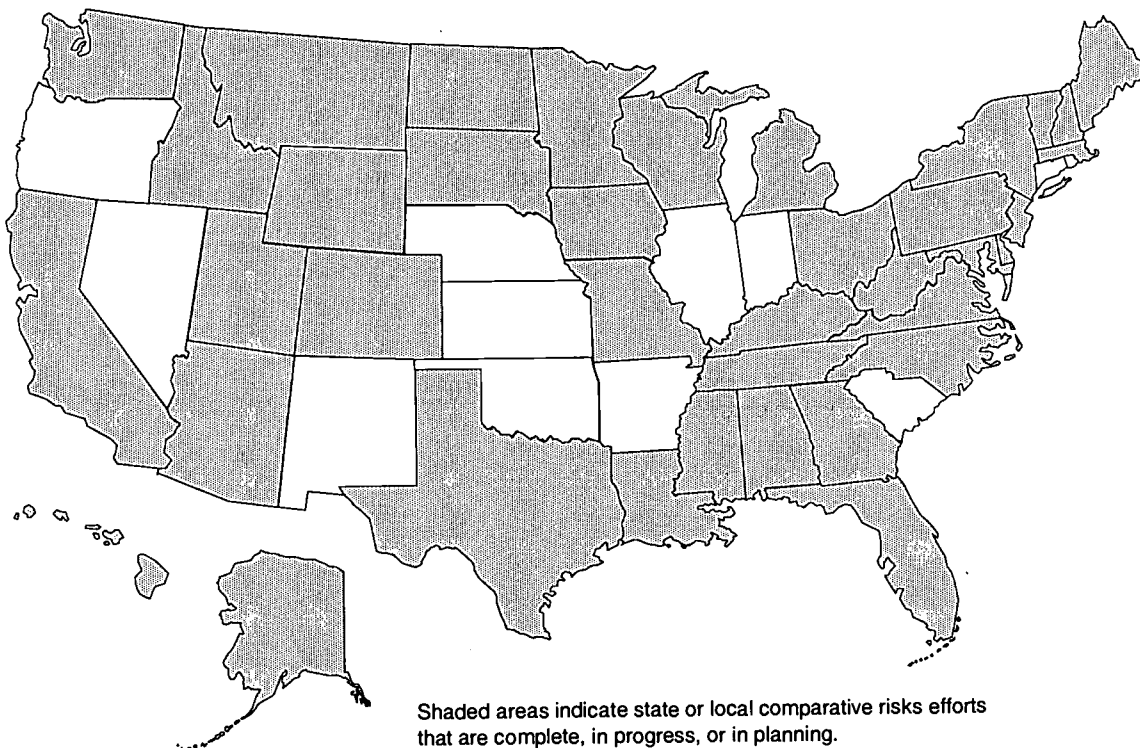 Shaded areas indicate state or local comparative risks efforts
that are complete, in progress, or in planning.